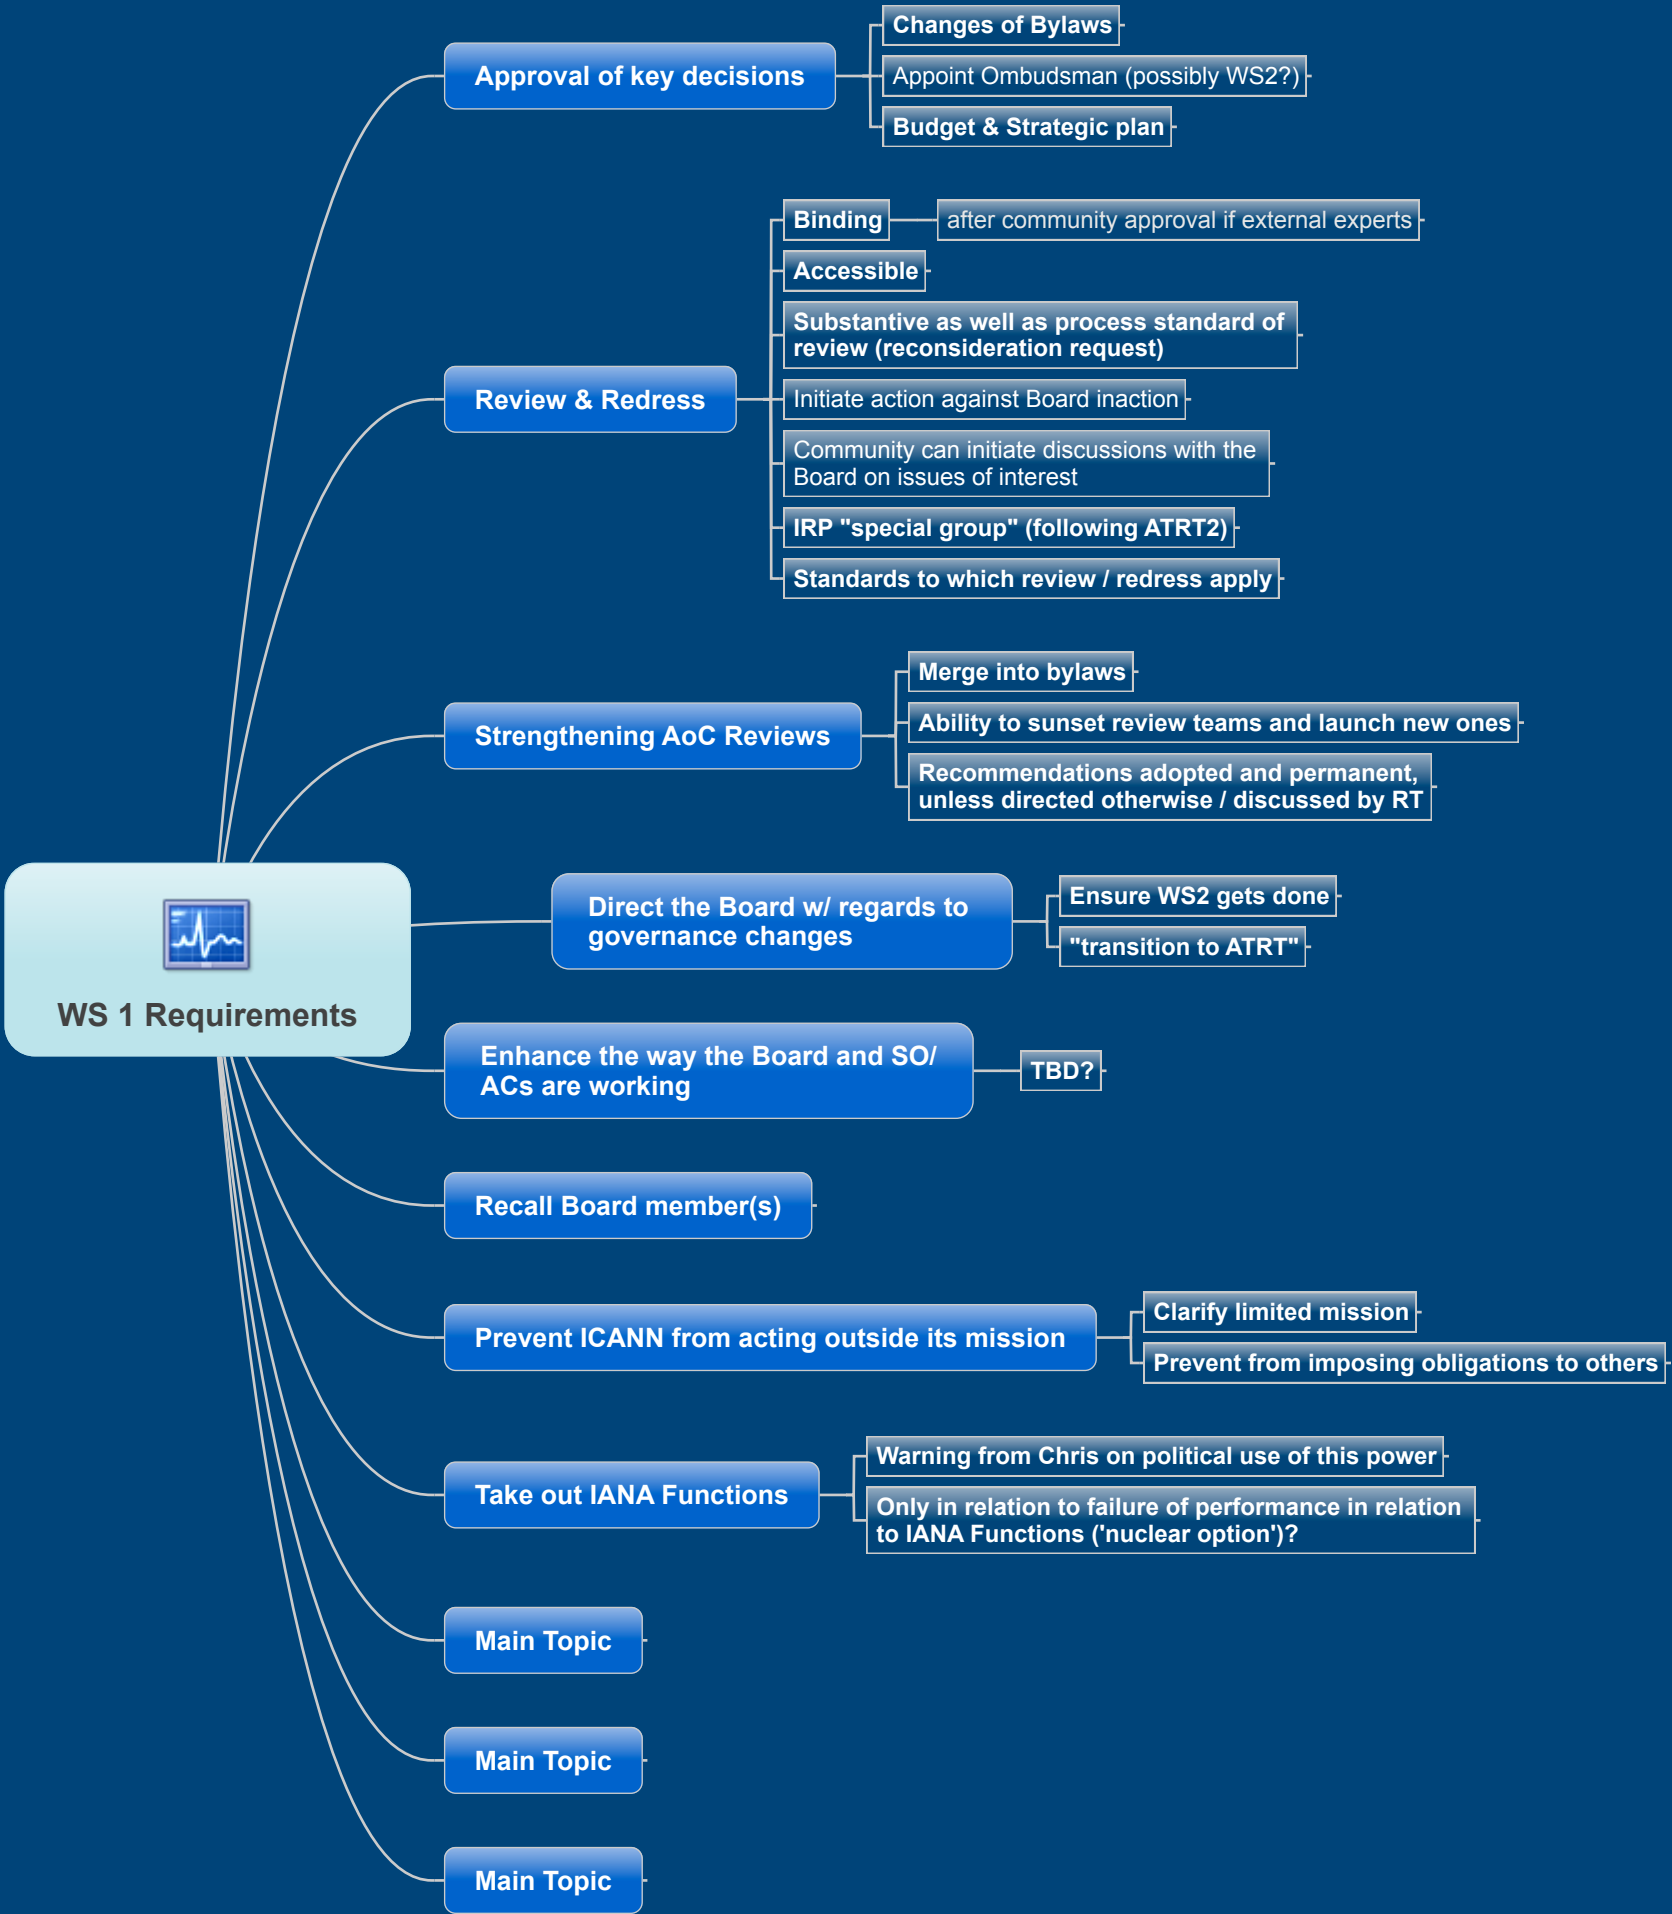 Approval of key decisions
Changes of Bylaws
Appoint Ombudsman (possibly WS2?)
Budget & Strategic plan
Review & Redress
Binding
after community approval if external experts
Accessible
Substantive as well as process standard of
review (reconsideration request)
Initiate action against Board inaction
Community can initiate discussions with the
Board on issues of interest
IRP "special group" (following ATRT2)
Standards to which review / redress apply
Strengthening AoC Reviews
Merge into bylaws
Ability to sunset review teams and launch new ones
Recommendations adopted and permanent,
unless directed otherwise / discussed by RT
WS 1 Requirements
Direct the Board w/ regards to
governance changes
Ensure WS2 gets done
"transition to ATRT"
Enhance the way the Board and SO/
ACs are working
TBD?
Recall Board member(s)
Prevent ICANN from acting outside its mission
Clarify limited mission
Prevent from imposing obligations to others
Take out IANA Functions
Warning from Chris on political use of this power
Only in relation to failure of performance in relation
to IANA Functions ('nuclear option')?
Main Topic
Main Topic
Main Topic